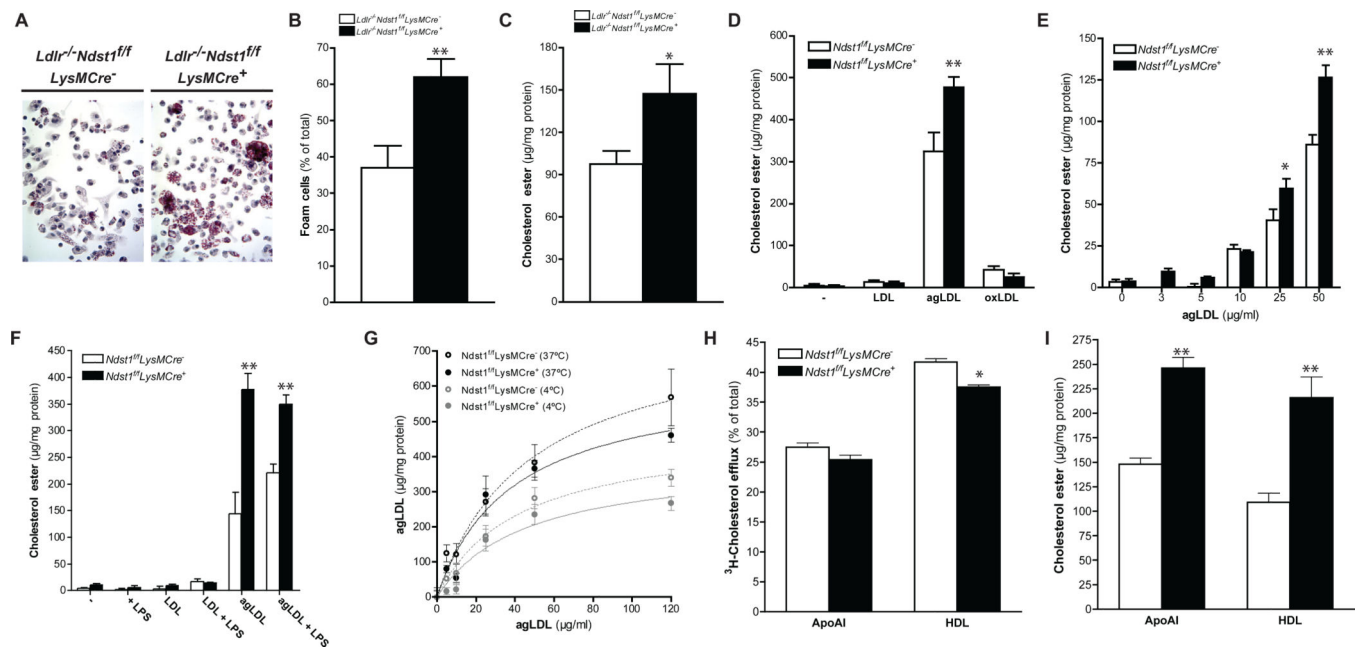 A
Ldlr-/-Ndst1f/f
LysMCre-
Ldlr-/-Ndst1f/f
LysMCre+
B
Ldlr-/-Ndst1f/fLysMCre-
Ldlr-/-Ndst1f/fLysMCre+
Foam cells (% of total)
70
60
50
40
30
20
10
0
**
C
Ldlr-/-Ndst1f/fLysMCre-
Ldlr-/-Ndst1f/fLysMCre+
Cholesterol ester (µg/mg protein)
180
150
120
90
60
30
0
*
D
Ndst1f/fLysMCre-
Ndst1f/fLysMCre+
Cholesterol ester (µg/mg protein)
600
500
400
300
200
100
0
**
- LDL agLDL oxLDL
E
Ndst1f/fLysMCre-
Ndst1f/fLysMCre+
Cholesterol ester (µg/mg protein)
150
125
100
75
50
25
0
*
**
0 3 5 10 25 50
agLDL (µg/ml)
F
Ndst1f/fLysMCre-
Ndst1f/fLysMCre+
Cholesterol ester (µg/mg protein)
450
400
350
300
250
200
150
100
50
0
**
**
- + LPS LDL LDL + LPS agLDL agLDL + LPS
G
Ndst1f/fLysMCre- (37ºC)
Ndst1f/fLysMCre+ (37ºC)
Ndst1f/fLysMCre- (4ºC)
Ndst1f/fLysMCre+ (4ºC)
agLDL (µg/mg protein)
700
600
500
400
300
200
100
0
0 20 40 60 80 100 120
agLDL (µg/ml)
H
Ndst1f/fLysMCre-
Ndst1f/fLysMCre+
3H-Cholesterol efflux (% of total)
45
40
35
30
25
20
15
10
5
0
*
ApoAI HDL
I
Cholesterol ester (µg/mg protein)
275
250
225
200
175
150
125
100
75
50
25
0
**
**
ApoAI HDL